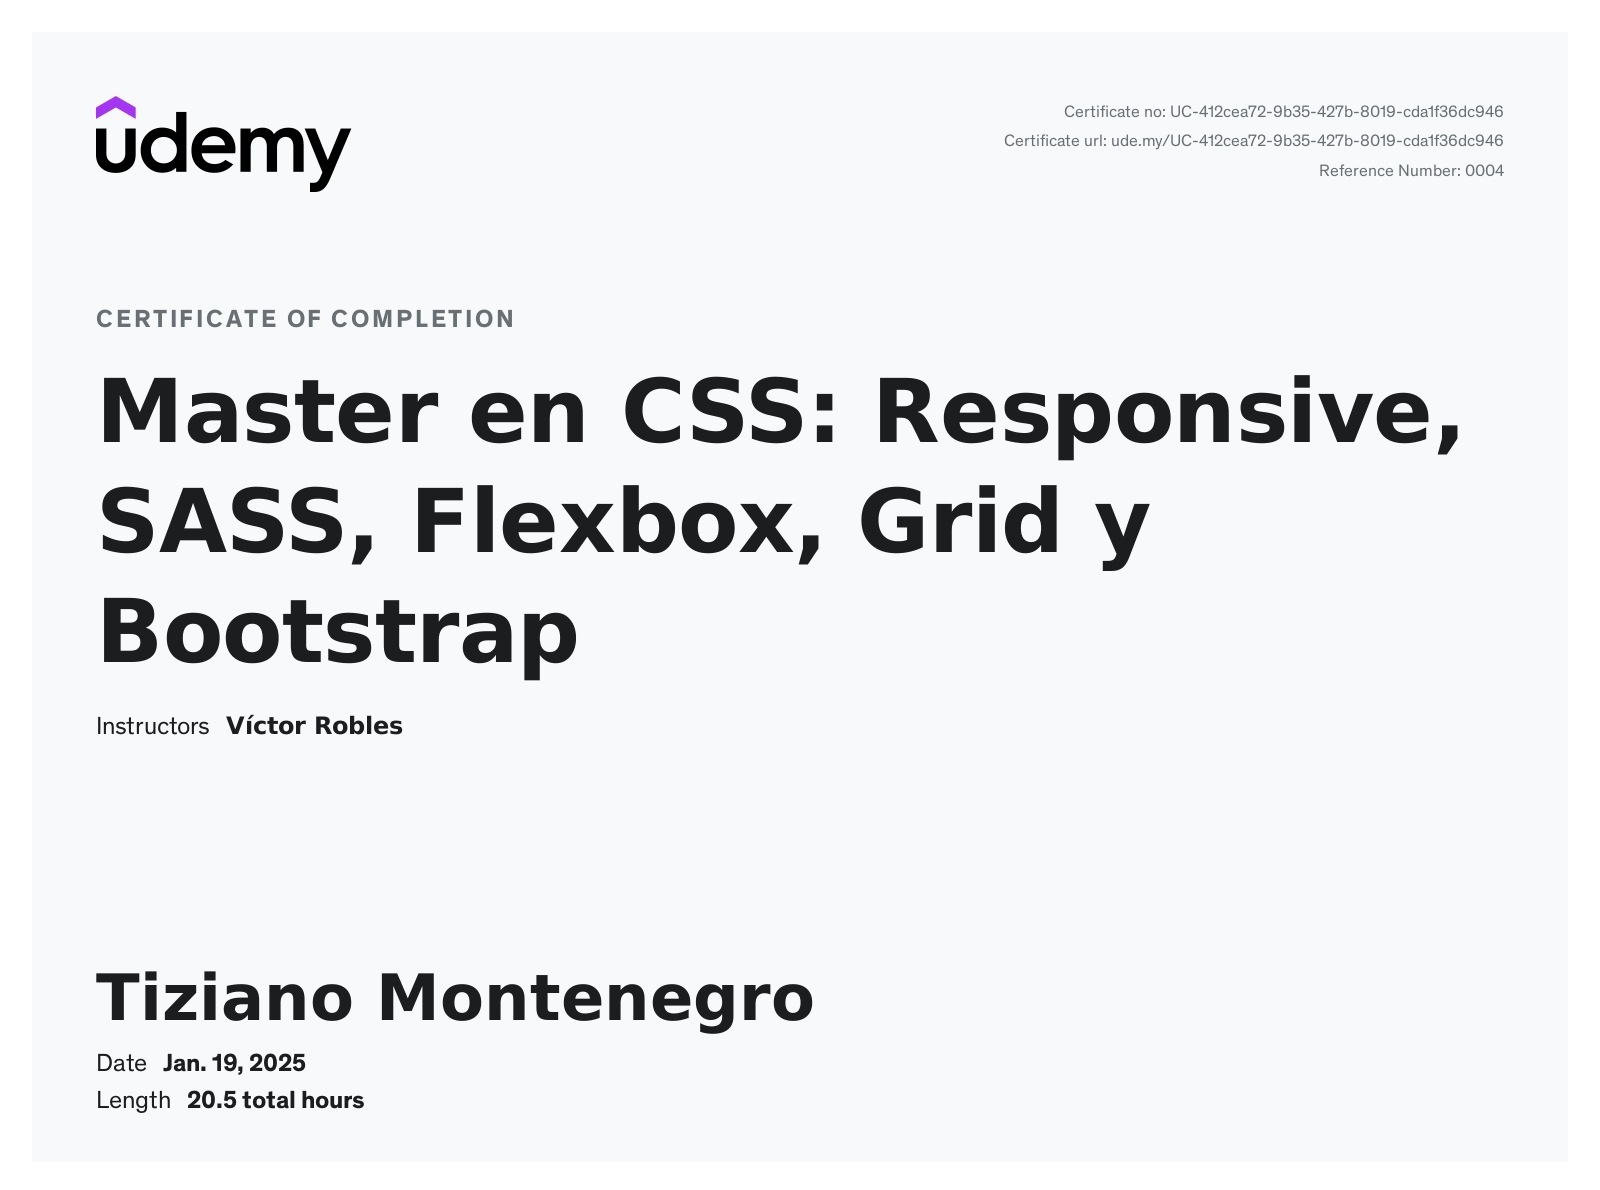 udemy
Certificate no: UC-412cea72-9b35-427b-8019-cda1f36dc946
Certificate url: ude.my/UC-412cea72-9b35-427b-8019-cda1f36dc946
Reference Number: 0004
CERTIFICATE OF COMPLETION
Master en CSS: Responsive,
SASS, Flexbox, Grid y
Bootstrap
Instructors Víctor Robles
Tiziano Montenegro
Date Jan. 19, 2025
Length 20.5 total hours